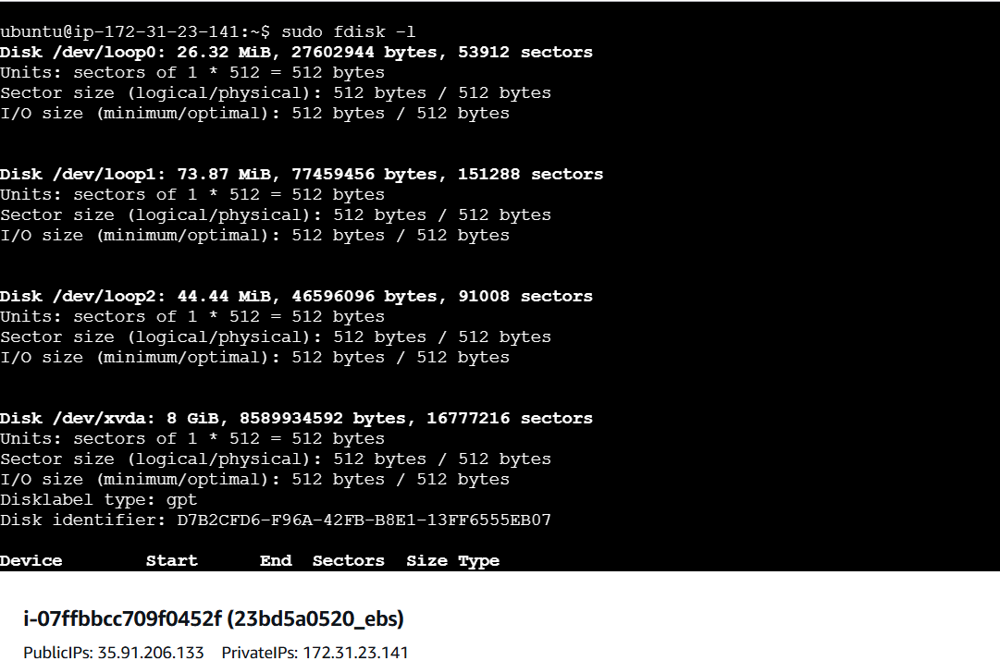 ubuntu@ip-172-31-23-141:~$ sudo fdisk -l
Disk /dev/loop0: 26.32 MiB, 27602944 bytes, 53912 sectors
Units: sectors of 1 * 512 = 512 bytes
Sector size (logical/physical): 512 bytes / 512 bytes
I/O size (minimum/optimal): 512 bytes / 512 bytes
Disk /dev/loop1: 73.87 MiB, 77459456 bytes, 151288 sectors
Units: sectors of 1 * 512 = 512 bytes
Sector size (logical/physical): 512 bytes / 512 bytes
I/O size (minimum/optimal): 512 bytes / 512 bytes
Disk /dev/loop2: 44.44 MiB, 46596096 bytes, 91008 sectors
Units: sectors of 1 * 512 = 512 bytes
Sector size (logical/physical): 512 bytes / 512 bytes
I/O size (minimum/optimal): 512 bytes / 512 bytes
Disk /dev/xvda: 8 GiB, 8589934592 bytes, 16777216 sectors
Units: sectors of 1 * 512 = 512 bytes
Sector size (logical/physical): 512 bytes / 512 bytes
I/O size (minimum/optimal): 512 bytes / 512 bytes
Disklabel type: gpt
Disk identifier: D7B2CFD6-F96A-42FB-B8E1-13FF6555EB07
Device Start End Sectors Size Type
i-07ffbbcc709f0452f (23bd5a0520_ebs)
PublicIPs: 35.91.206.133 PrivateIPs: 172.31.23.141